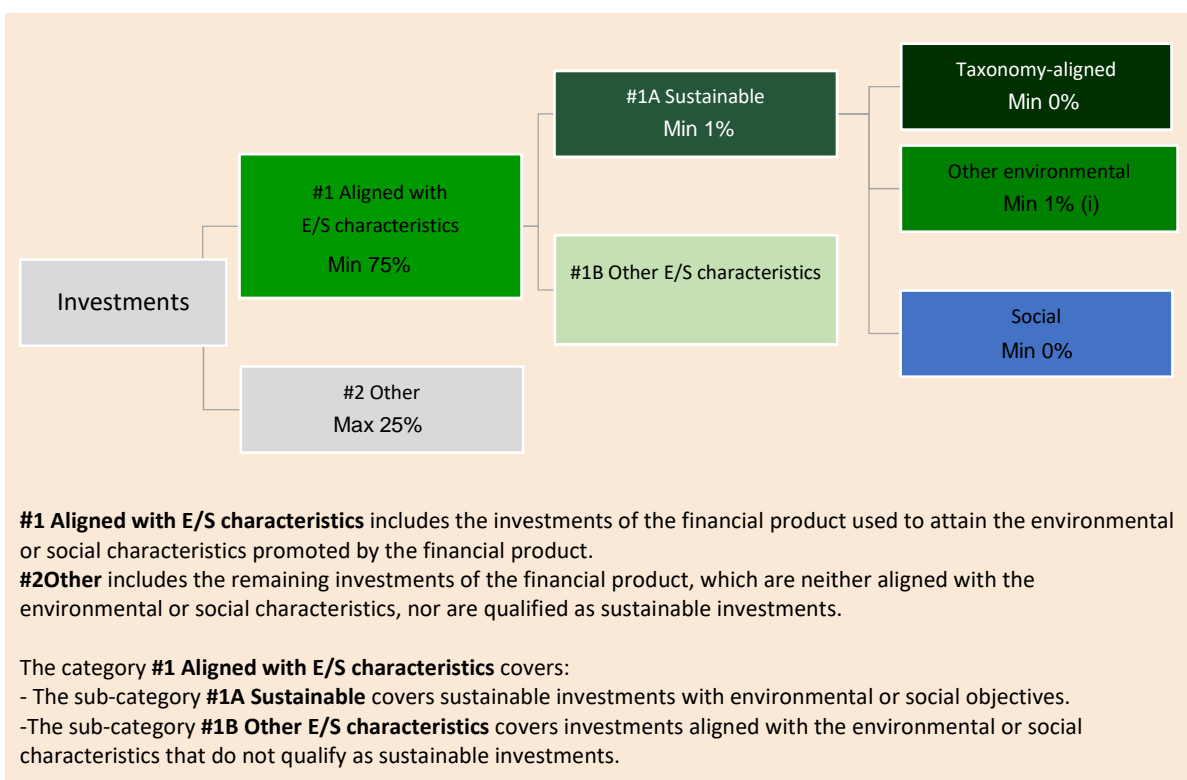 Investments
#1 Aligned with
E/S characteristics
Min 75%
#2 Other
Max 25%
#1A Sustainable
Min 1%
#1B Other E/S characteristics
Taxonomy-aligned
Min 0%
Other environmental
Min 1% (i)
Social
Min 0%
#1 Aligned with E/S characteristics includes the investments of the financial product used to attain the environmental
or social characteristics promoted by the financial product.
#2Other includes the remaining investments of the financial product, which are neither aligned with the
environmental or social characteristics, nor are qualified as sustainable investments.
The category #1 Aligned with E/S characteristics covers:
- The sub-category #1A Sustainable covers sustainable investments with environmental or social objectives.
-The sub-category #1B Other E/S characteristics covers investments aligned with the environmental or social
characteristics that do not qualify as sustainable investments.